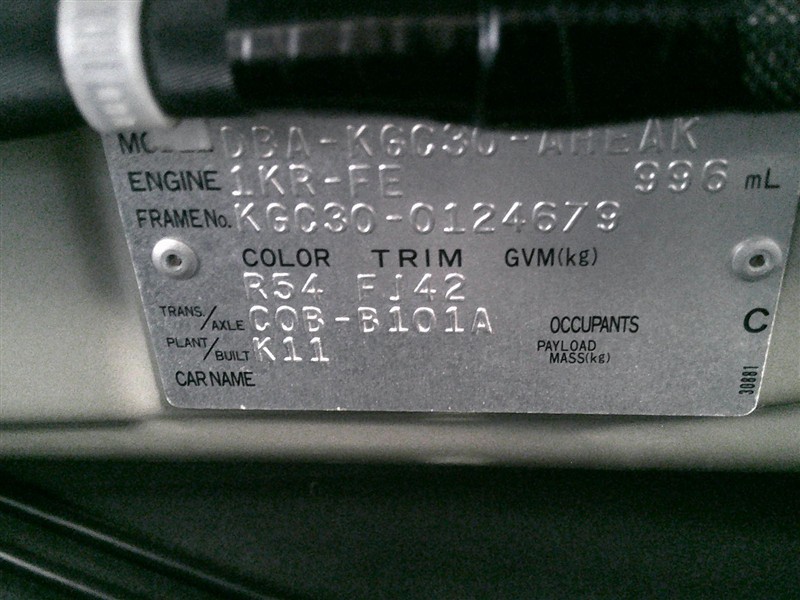 DBA-KGC30-AHEAK
ENGINE 1KR-FE 996 mL
FRAME No. KGC30-0124679
COLOR TRIM GVM(kg)
R54 FJ42
TRANS./AXLE C0B-B101A OCCUPANTS C
PLANT/BUILT K11 PAYLOAD MASS(kg)
CAR NAME
30881